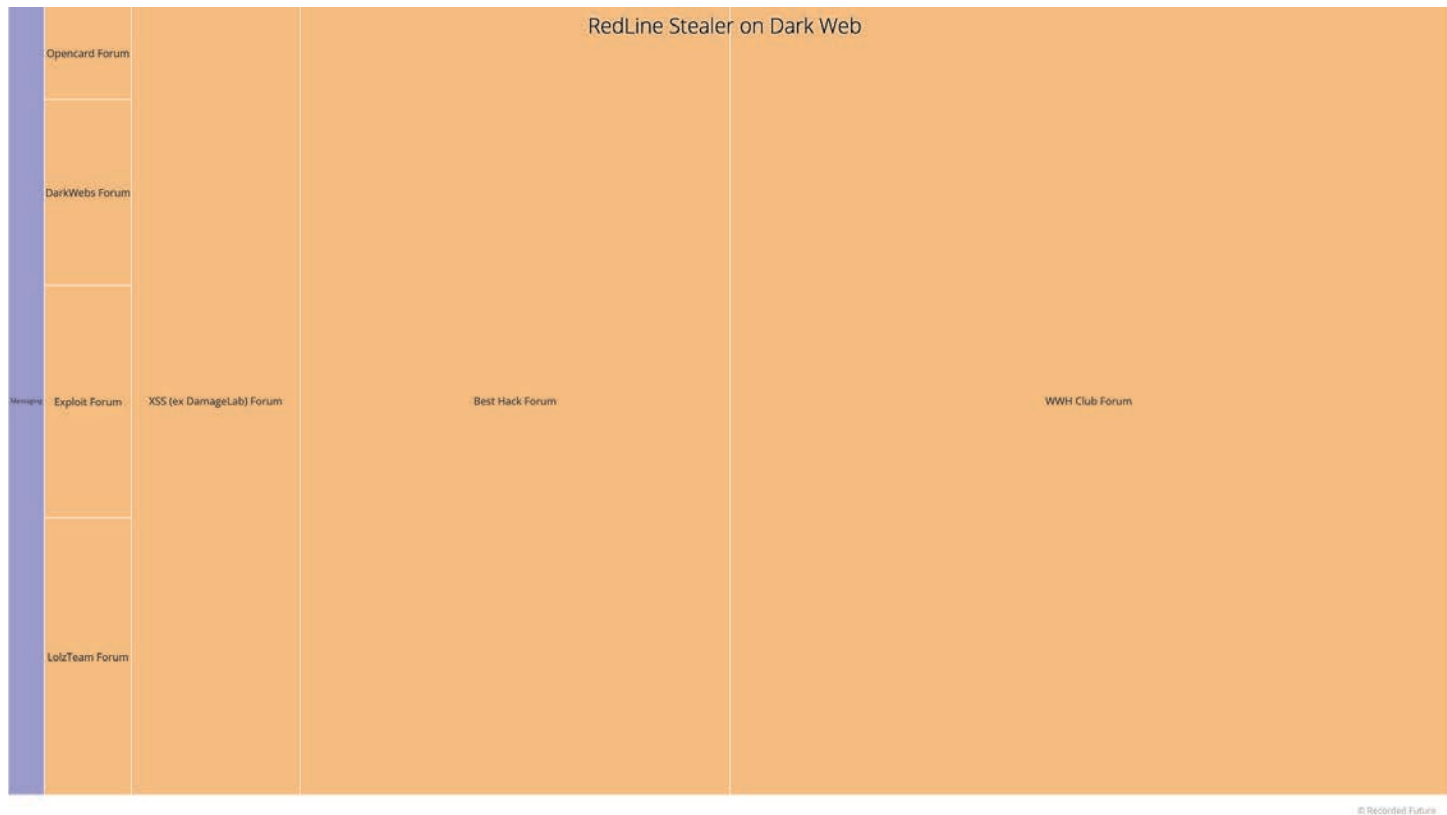 RedLine Stealer on Dark Web
Opencard Forum
DarkWebs Forum
Messaging
Exploit Forum
XSS (ex DamageLab) Forum
Best Hack Forum
WWH Club Forum
LolzTeam Forum
© Recorded Future